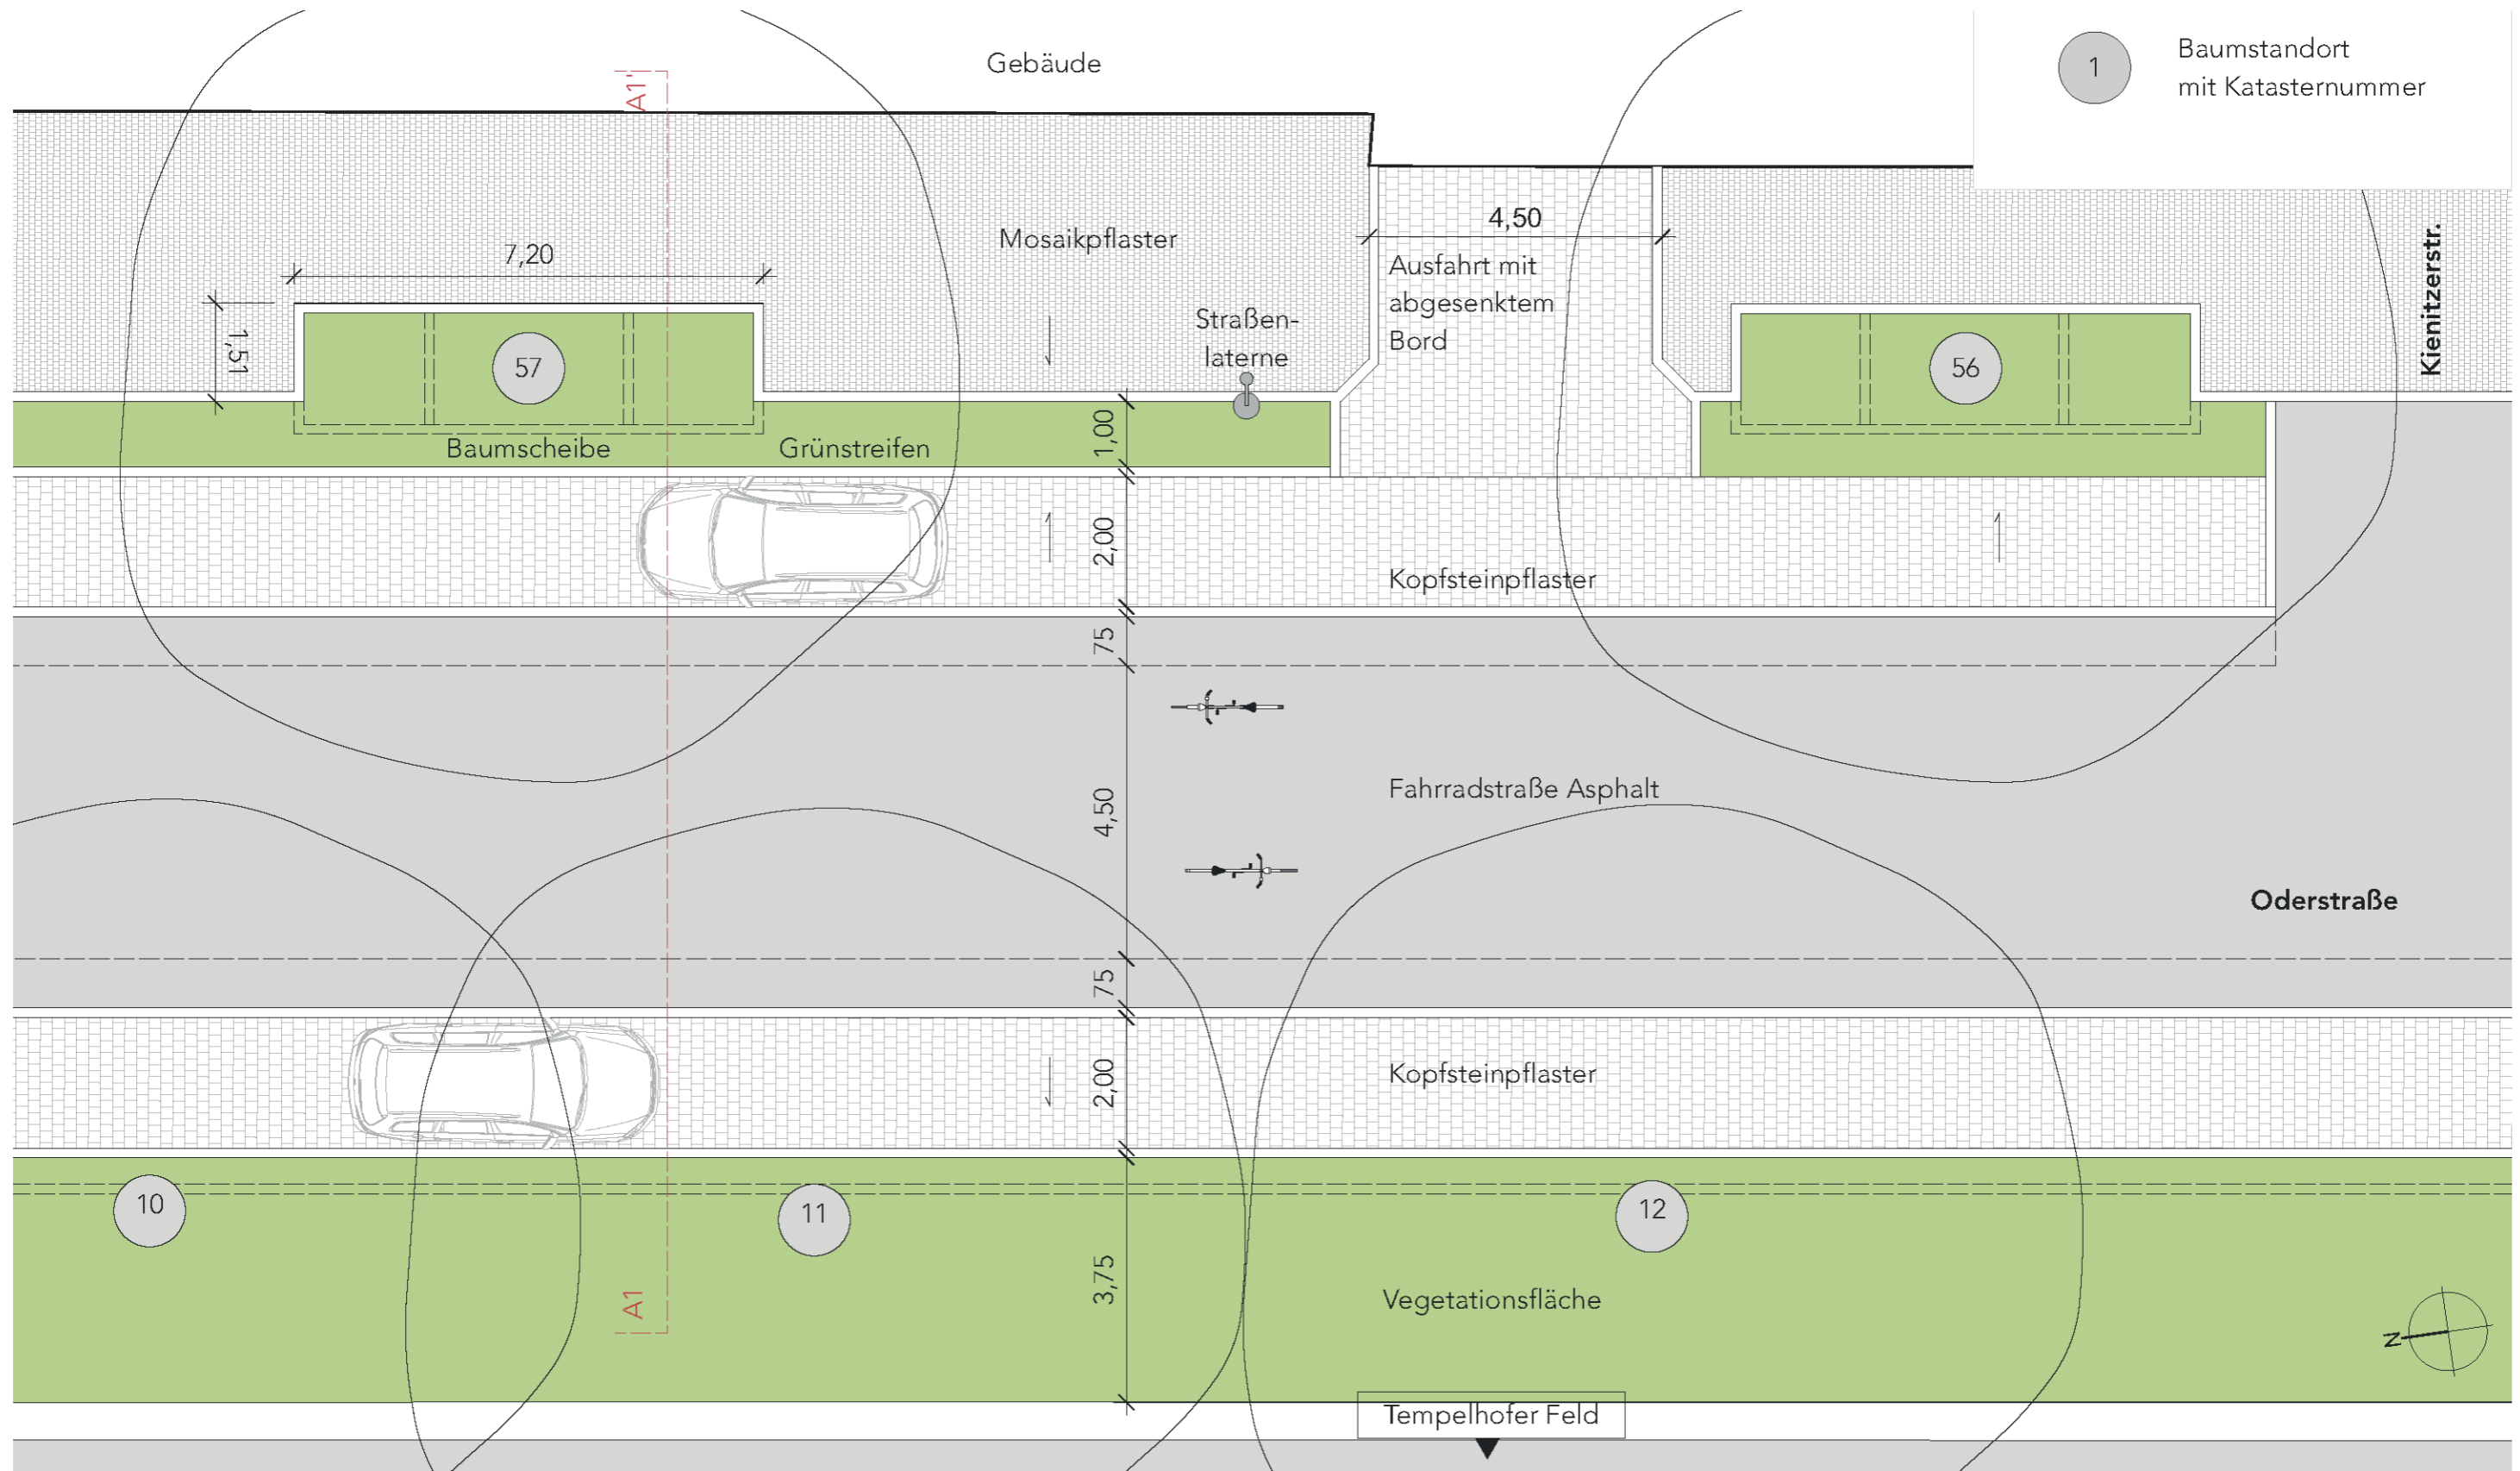 Gebäude
1
Baumstandort
mit Katasternummer
A1'
4,50
Mosaikpflaster
7,20
Ausfahrt mit
abgesenktem
Bord
Kienitzerstr.
Straßen-
laterne
1,51
57
56
1,00
Baumscheibe
Grünstreifen
2,00
Kopfsteinpflaster
75
4,50
Fahrradstraße Asphalt
Oderstraße
75
2,00
Kopfsteinpflaster
10
11
12
3,75
A1
Vegetationsfläche
N
Tempelhofer Feld